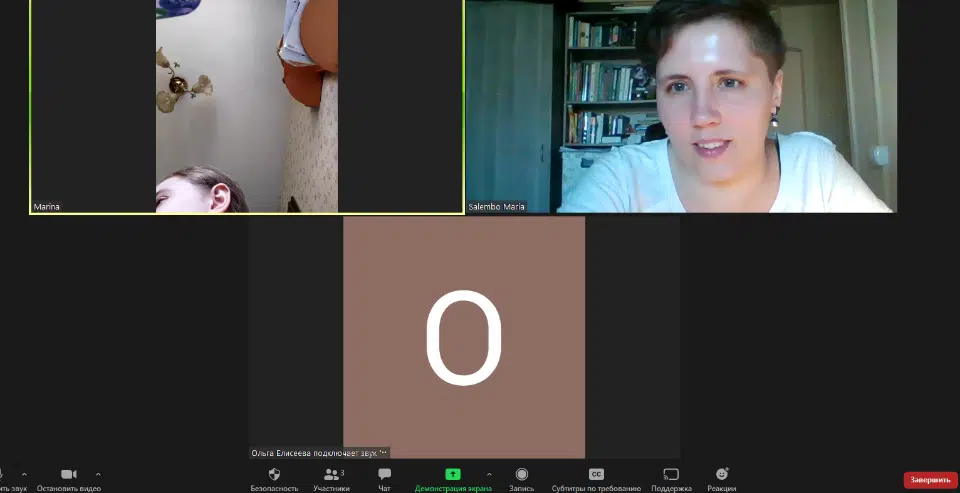 Marina
Salembo Maria
O
Ольга Елисеева подключает звук
ить звук
Остановить видео
Безопасность
Участники
3
Чат
Демонстрация экрана
Запись
CC
Субтитры по требованию
Поддержка
Реакции
Завершить